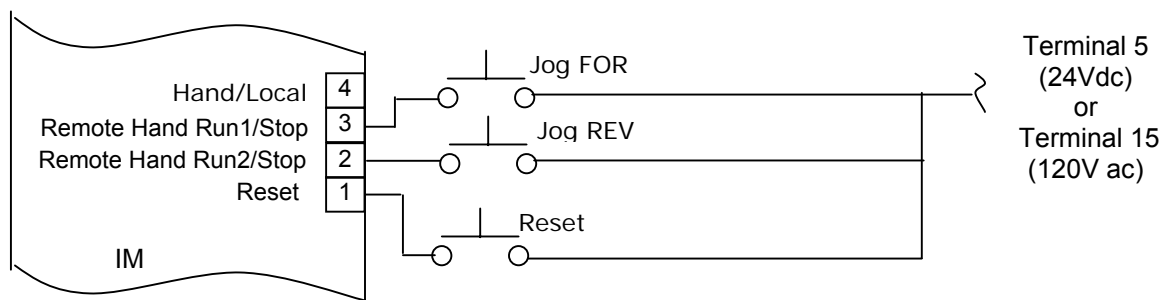 Hand/Local 4
Remote Hand Run1/Stop 3
Remote Hand Run2/Stop 2
Reset 1
IM
Jog FOR
Jog REV
Reset
Terminal 5
(24Vdc)
or
Terminal 15
(120V ac)